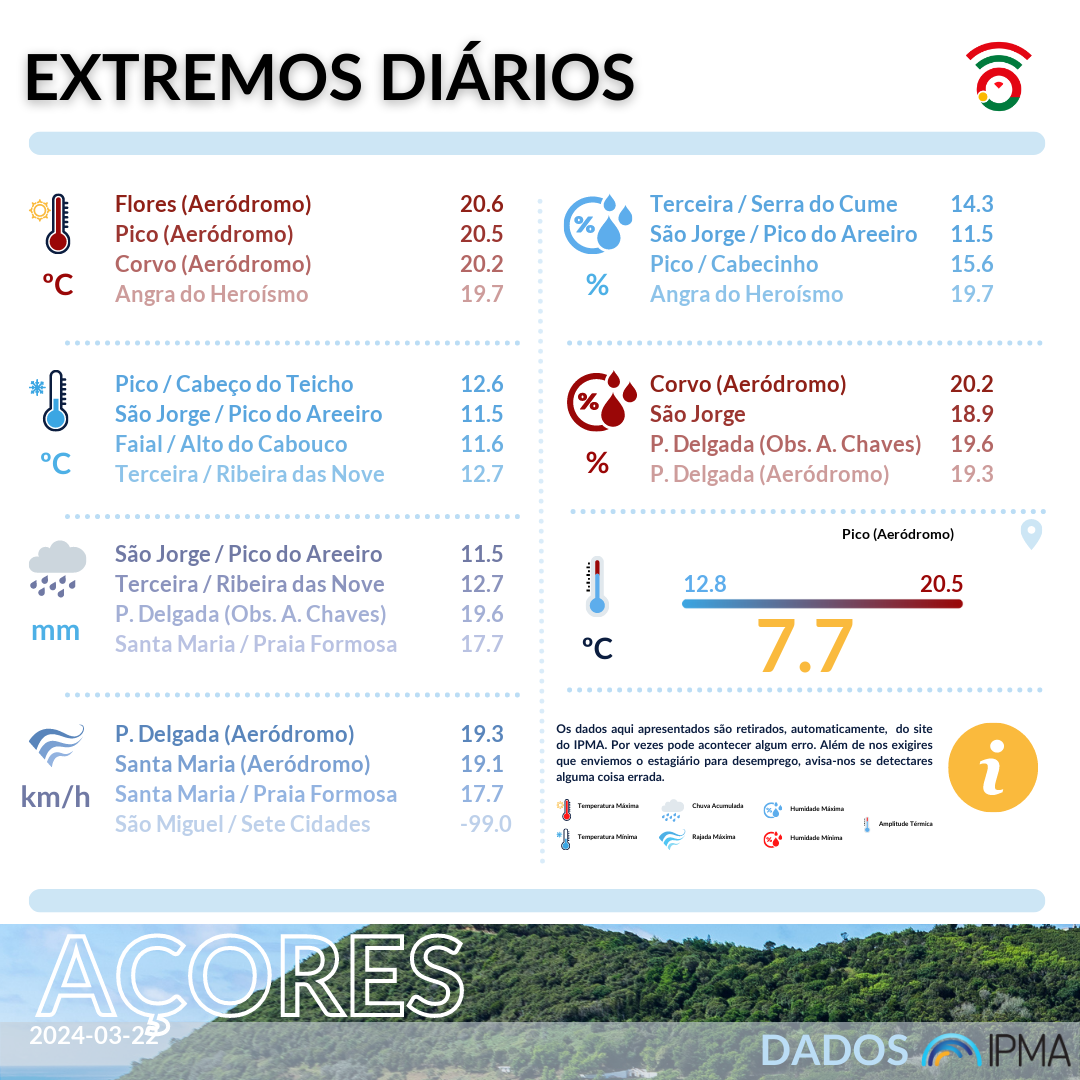 EXTREMOS DIÁRIOS
Flores (Aeródromo) 20.6
Pico (Aeródromo) 20.5
Corvo (Aeródromo) 20.2
Angra do Heroísmo 19.7
ºC
Pico / Cabeço do Teicho 12.6
São Jorge / Pico do Areeiro 11.5
Faial / Alto do Cabouco 11.6
Terceira / Ribeira das Nove 12.7
ºC
São Jorge / Pico do Areeiro 11.5
Terceira / Ribeira das Nove 12.7
P. Delgada (Obs. A. Chaves) 19.6
Santa Maria / Praia Formosa 17.7
mm
P. Delgada (Aeródromo) 19.3
Santa Maria (Aeródromo) 19.1
Santa Maria / Praia Formosa 17.7
São Miguel / Sete Cidades -99.0
km/h
Terceira / Serra do Cume 14.3
São Jorge / Pico do Areeiro 11.5
Pico / Cabecinho 15.6
Angra do Heroísmo 19.7
%
%
Corvo (Aeródromo) 20.2
São Jorge 18.9
P. Delgada (Obs. A. Chaves) 19.6
P. Delgada (Aeródromo) 19.3
%
%
Pico (Aeródromo)
12.8 20.5
7.7
ºC
Os dados aqui apresentados são retirados, automaticamente, do site
do IPMA. Por vezes pode acontecer algum erro. Além de nos exigires
que enviemos o estagiário para desemprego, avisa-nos se detectares
alguma coisa errada.
i
Temperatura Máxima Chuva Acumulada Humidade Máxima
Amplitude Térmica
Temperatura Mínima Rajada Máxima Humidade Mínima
AÇORES
2024-03-22
DADOS IPMA